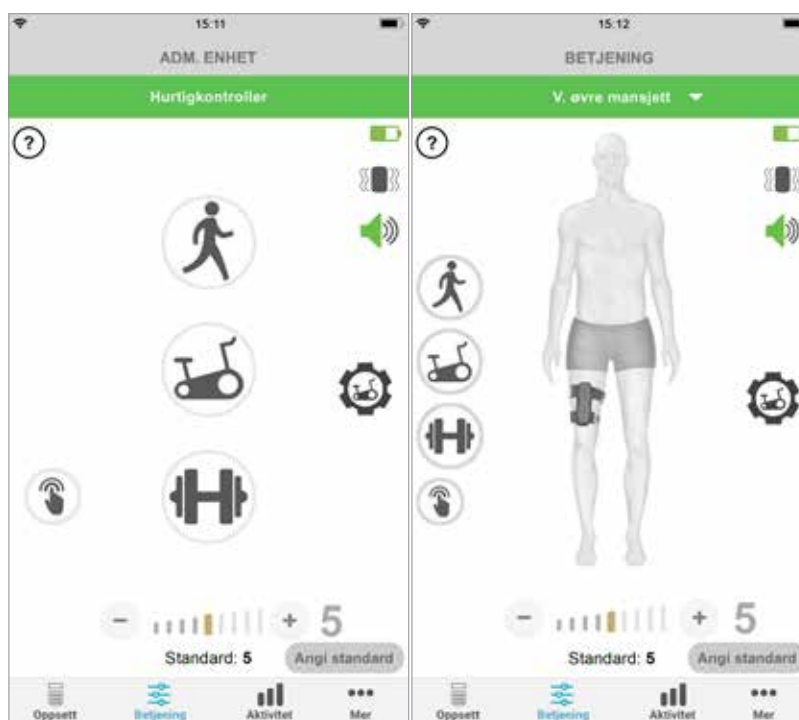 15:11
ADM. ENHET
Hurtigkontroller
?
5
Standard: 5
Angi standard
Oppsett
Betjening
Aktivitet
Mer
15:12
BETJENING
V. øvre mansjett
?
5
Standard: 5
Angi standard
Oppsett
Betjening
Aktivitet
Mer